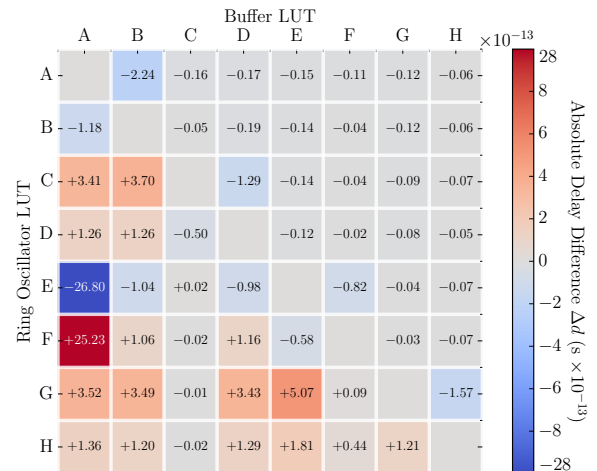 Buffer LUT
A B C D E F G H
×10⁻¹³
A −2.24 −0.16 −0.17 −0.15 −0.11 −0.12 −0.06
B −1.18 −0.05 −0.19 −0.14 −0.04 −0.12 −0.06
C +3.41 +3.70 −1.29 −0.14 −0.04 −0.09 −0.07
D +1.26 +1.26 −0.50 −0.12 −0.02 −0.08 −0.05
E −26.80 −1.04 +0.02 −0.98 −0.82 −0.04 −0.07
F +25.23 +1.06 −0.02 +1.16 −0.58 −0.03 −0.07
G +3.52 +3.49 −0.01 +3.43 +5.07 +0.09 −1.57
H +1.36 +1.20 −0.02 +1.29 +1.81 +0.44 +1.21
Ring Oscillator LUT
28
8
6
4
2
0
−2
−4
−6
−8
−28
Absolute Delay Difference Δd (s ×10⁻¹³)